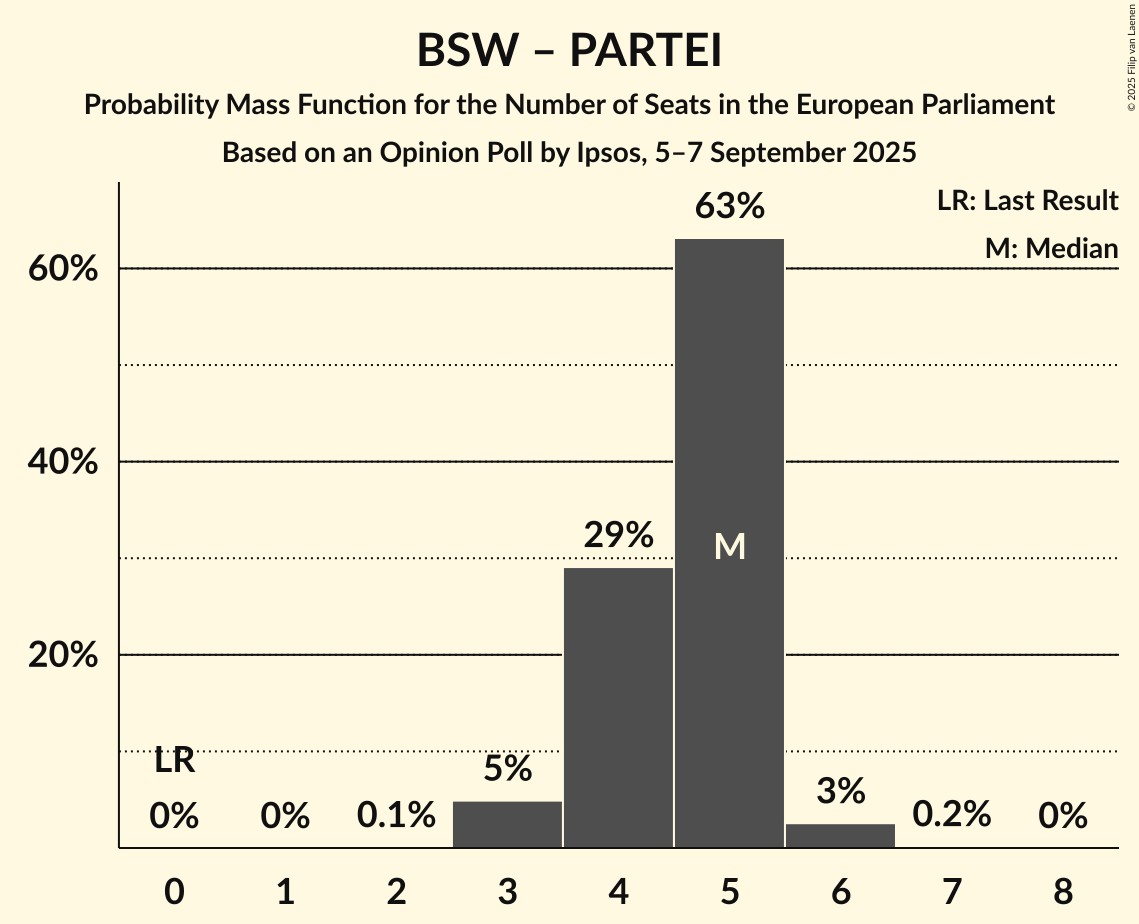 BSW – PARTEI
Probability Mass Function for the Number of Seats in the European Parliament
Based on an Opinion Poll by Ipsos, 5–7 September 2025
© 2025 Filip van Laenen
LR: Last Result
M: Median
63%
60%
40%
29%
M
20%
LR
5%
3%
0%
0%
0.1%
0.2%
0%
0 1 2 3 4 5 6 7 8